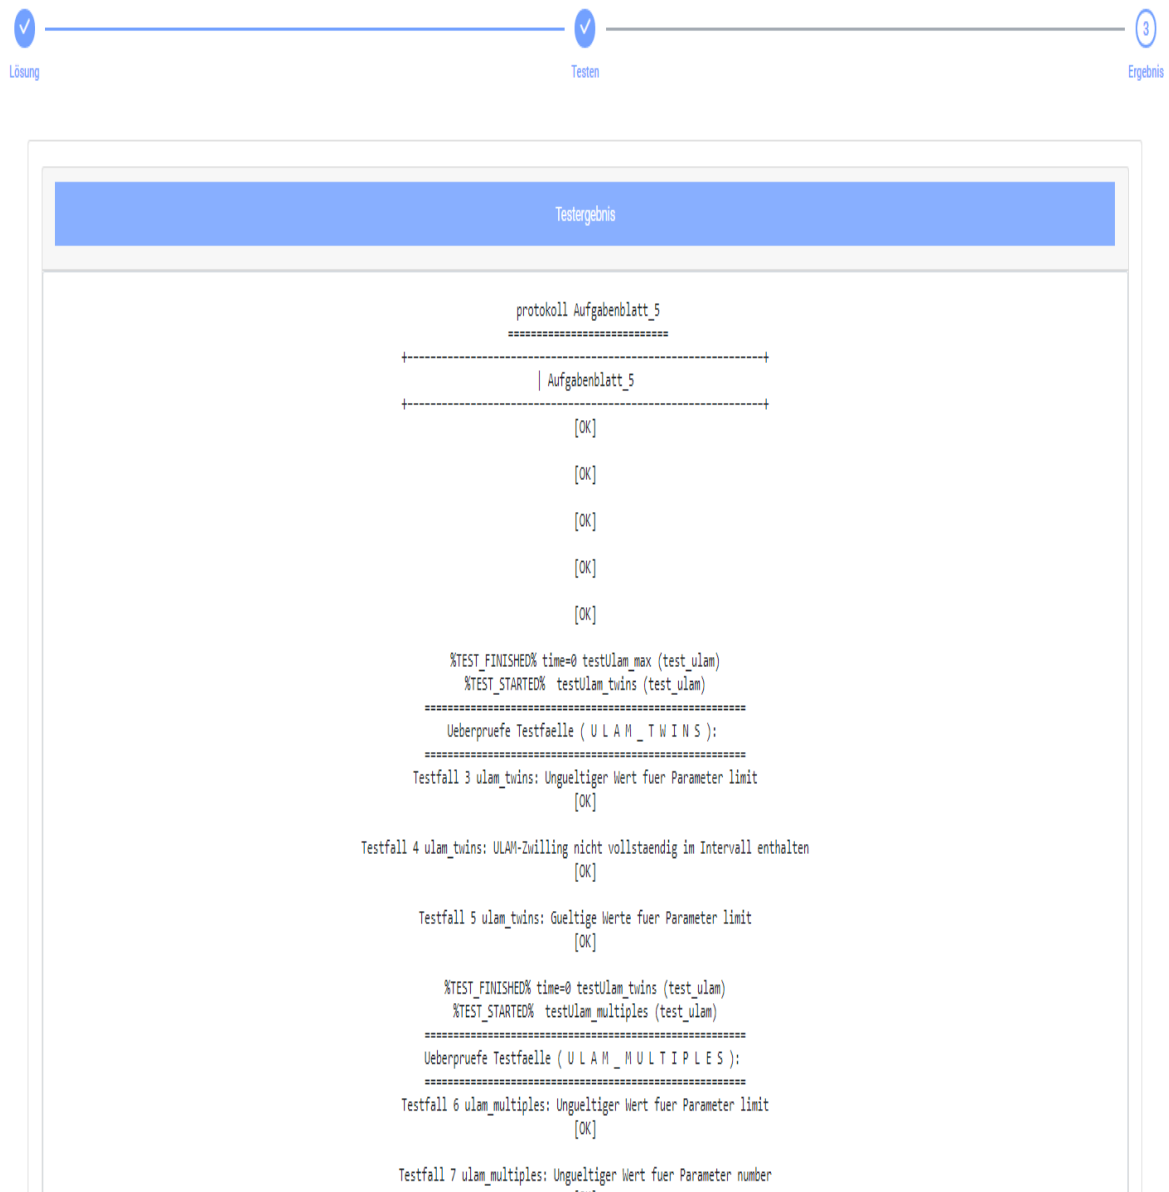 3
Lösung
Testen
Ergebnis
Testergebnis
protokoll Aufgabenblatt_5
============================
+--------------------------------------------------------------+
| Aufgabenblatt_5
+--------------------------------------------------------------+
[OK]
[OK]
[OK]
[OK]
[OK]
%TEST_FINISHED% time=0 testUlam_max (test_ulam)
%TEST_STARTED%  testUlam_twins (test_ulam)
========================================================
Ueberpruefe Testfaelle ( U L A M _ T W I N S ):
========================================================
Testfall 3 ulam_twins: Ungueltiger Wert fuer Parameter limit
[OK]
Testfall 4 ulam_twins: ULAM-Zwilling nicht vollstaendig im Intervall enthalten
[OK]
Testfall 5 ulam_twins: Gueltige Werte fuer Parameter limit
[OK]
%TEST_FINISHED% time=0 testUlam_twins (test_ulam)
%TEST_STARTED%  testUlam_multiples (test_ulam)
========================================================
Ueberpruefe Testfaelle ( U L A M _ M U L T I P L E S ):
========================================================
Testfall 6 ulam_multiples: Ungueltiger Wert fuer Parameter limit
[OK]
Testfall 7 ulam_multiples: Ungueltiger Wert fuer Parameter number